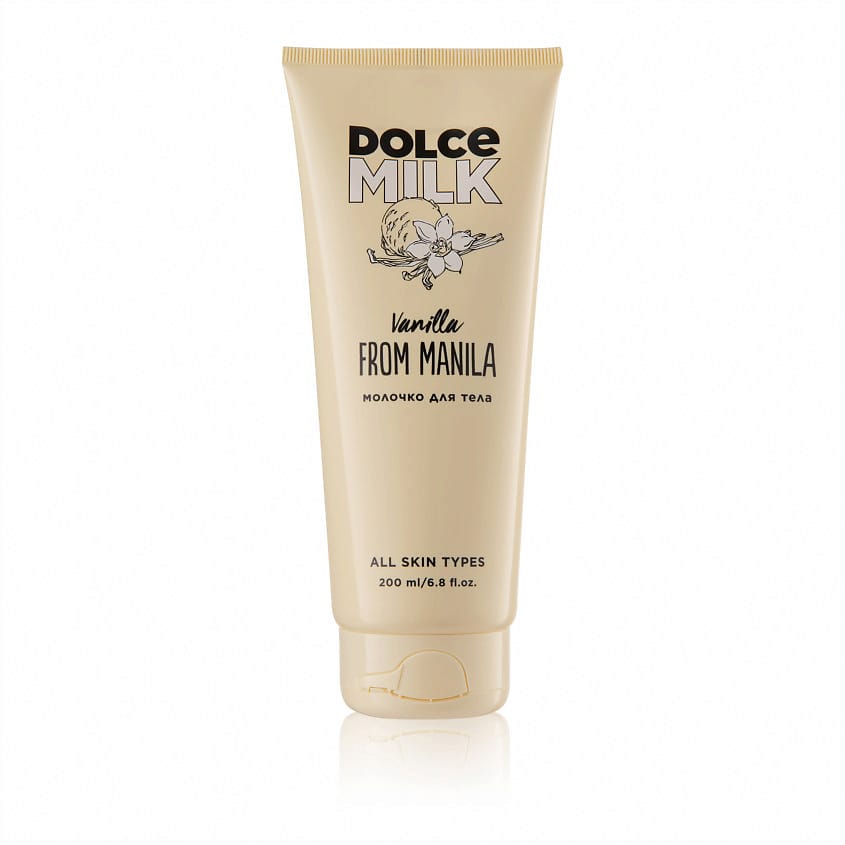 DOLCe
MILK
Vanilla
FROM MANILA
молочко для тела
ALL SKIN TYPES
200 ml/6.8 fl.oz.